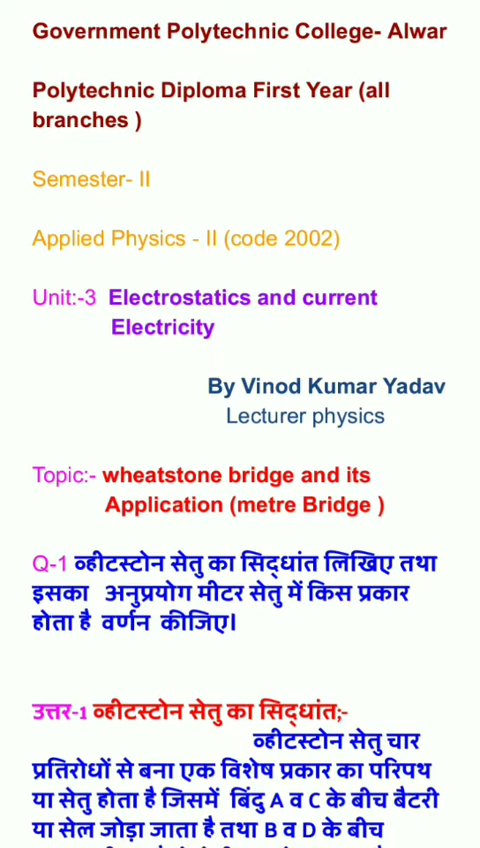 Government Polytechnic College- Alwar
Polytechnic Diploma First Year (all
branches )
Semester- II
Applied Physics - II (code 2002)
Unit:-3 Electrostatics and current
Electricity
By Vinod Kumar Yadav
Lecturer physics
Topic:- wheatstone bridge and its
Application (metre Bridge )
Q-1 व्हीटस्टोन सेतु का सिद्धांत लिखिए तथा
इसका अनुप्रयोग मीटर सेतु में किस प्रकार
होता है वर्णन कीजिए।
उत्तर-1 व्हीटस्टोन सेतु का सिद्धांत;-
व्हीटस्टोन सेतु चार
प्रतिरोधों से बना एक विशेष प्रकार का परिपथ
या सेतु होता है जिसमें बिंदु A व C के बीच बैटरी
या सेल जोड़ा जाता है तथा B व D के बीच